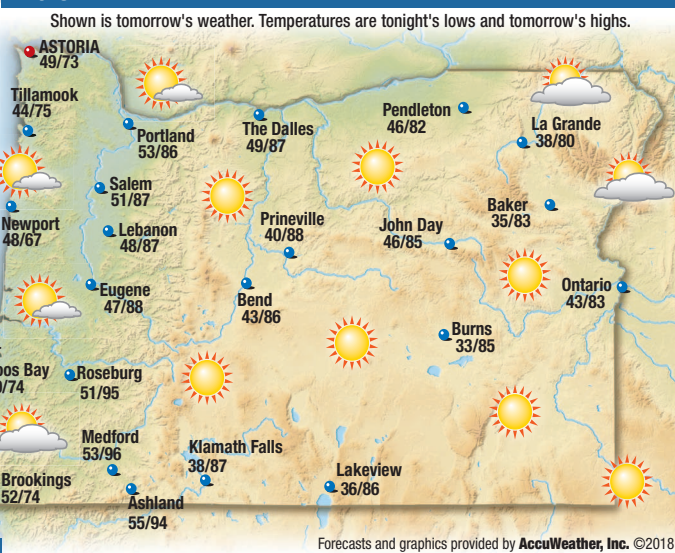 Shown is tomorrow's weather. Temperatures are tonight's lows and tomorrow's highs.
ASTORIA
49/73
Tillamook
44/75
Portland
53/86
The Dalles
49/87
Pendleton
46/82
La Grande
38/80
Salem
51/87
Newport
48/67
Lebanon
48/87
Prineville
40/88
John Day
46/85
Baker
35/83
Eugene
47/88
Bend
43/86
Ontario
43/83
Burns
33/85
oos Bay
/74
Roseburg
51/95
Medford
53/96
Klamath Falls
38/87
Lakeview
36/86
Brookings
52/74
Ashland
55/94
Forecasts and graphics provided by AccuWeather, Inc. ©2018